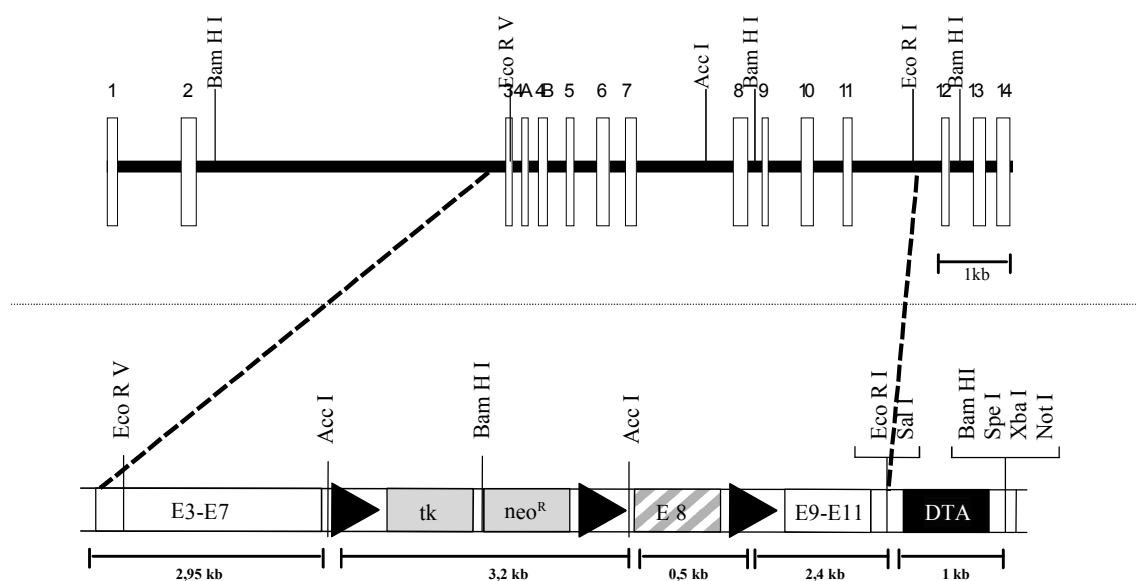 Bam H I
Eco R V
Acc I
Bam H I
Eco R I
Bam H I
1
2
3
4A
4B
5
6
7
8
9
10
11
12
13
14
1kb
Eco R V
Acc I
Bam H I
Acc I
Eco R I
Sal I
Bam HI
Spe I
Xba I
Not I
E3-E7
tk
neoᴿ
E 8
E9-E11
DTA
2,95 kb
3,2 kb
0,5 kb
2,4 kb
1 kb